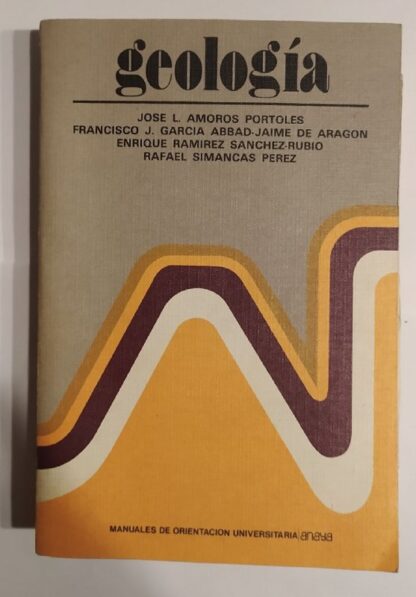 geología
JOSE L. AMOROS PORTOLES
FRANCISCO J. GARCIA ABBAD-JAIME DE ARAGON
ENRIQUE RAMIREZ SANCHEZ-RUBIO
RAFAEL SIMANCAS PEREZ
MANUALES DE ORIENTACION UNIVERSITARIA/anaya